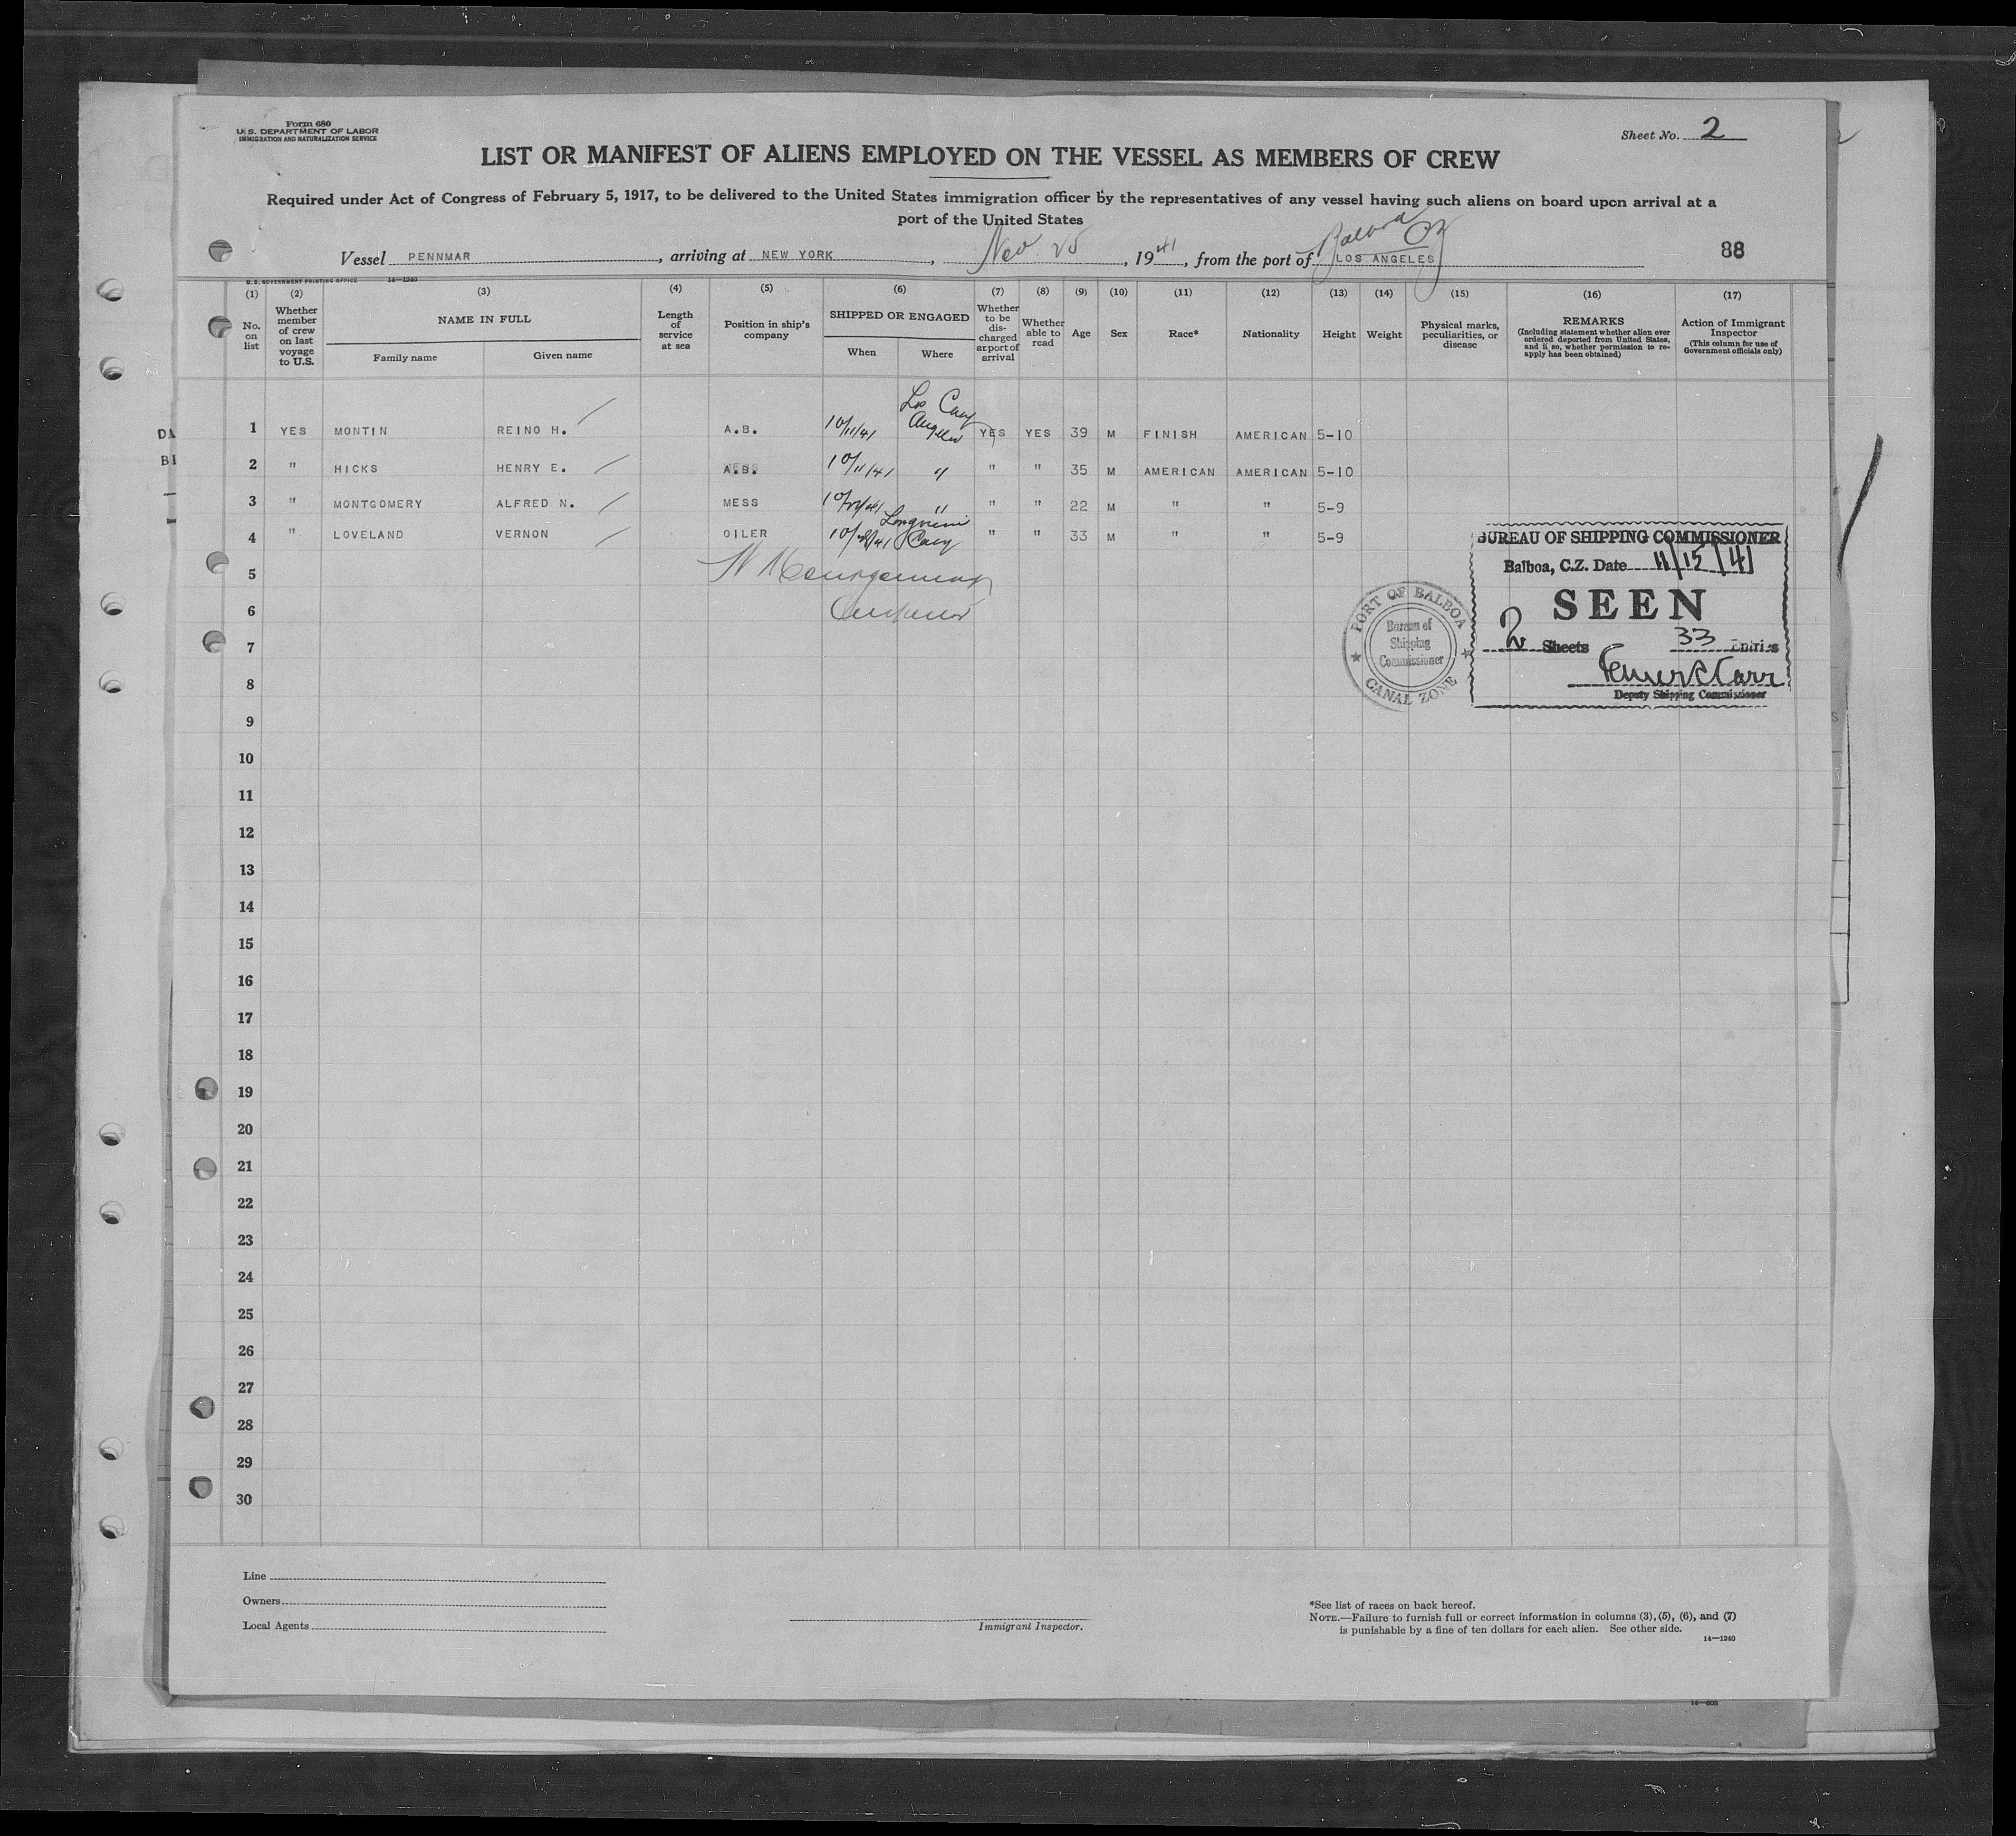 Form 680
U.S. DEPARTMENT OF LABOR
IMMIGRATION AND NATURALIZATION SERVICE
Sheet No. 2
LIST OR MANIFEST OF ALIENS EMPLOYED ON THE VESSEL AS MEMBERS OF CREW
Required under Act of Congress of February 5, 1917, to be delivered to the United States immigration officer by the representatives of any vessel having such aliens on board upon arrival at a
port of the United States
Vessel PENNMAR, arriving at NEW YORK, Nov. 25, 1941, from the port of LOS ANGELES Balboa CZ
88
U.S. GOVERNMENT PRINTING OFFICE 14—1240
(1) (2) (3) (4) (5) (6) (7) (8) (9) (10) (11) (12) (13) (14) (15) (16) (17)
No. on list
Whether member of crew on last voyage to U.S.
NAME IN FULL
Family name Given name
Length of service at sea
Position in ship's company
SHIPPED OR ENGAGED
When Where
Whether to be discharged at port of arrival
Whether able to read
Age
Sex
Race*
Nationality
Height
Weight
Physical marks, peculiarities, or disease
REMARKS
(Including statement whether alien ever ordered deported from United States, and if so, whether permission to reapply has been obtained)
Action of Immigrant Inspector
(This column for use of Government officials only)
1 YES MONTIN REINO H. A.B. 10/11/41 Los Angeles YES YES 39 M FINISH AMERICAN 5-10
2 " HICKS HENRY E. A.B. 10/11/41 " " " 35 M AMERICAN AMERICAN 5-10
3 " MONTGOMERY ALFRED N. MESS " " " 22 M " " 5-9
4 " LOVELAND VERNON OILER " " 33 M " " 5-9
5
6
7
8
9
10
11
12
13
14
15
16
17
18
19
20
21
22
23
24
25
26
27
28
29
30
BUREAU OF SHIPPING COMMISSIONER
Balboa, C.Z. Date 11/15/41
SEEN
2 Sheets 33 Entries
Deputy Shipping Commissioner
PORT OF BALBOA
Bureau of
Shipping
Commissioner
CANAL ZONE
Line
Owners
Local Agents
Immigrant Inspector.
*See list of races on back hereof.
NOTE.—Failure to furnish full or correct information in columns (3), (5), (6), and (7)
is punishable by a fine of ten dollars for each alien. See other side.
14—1240